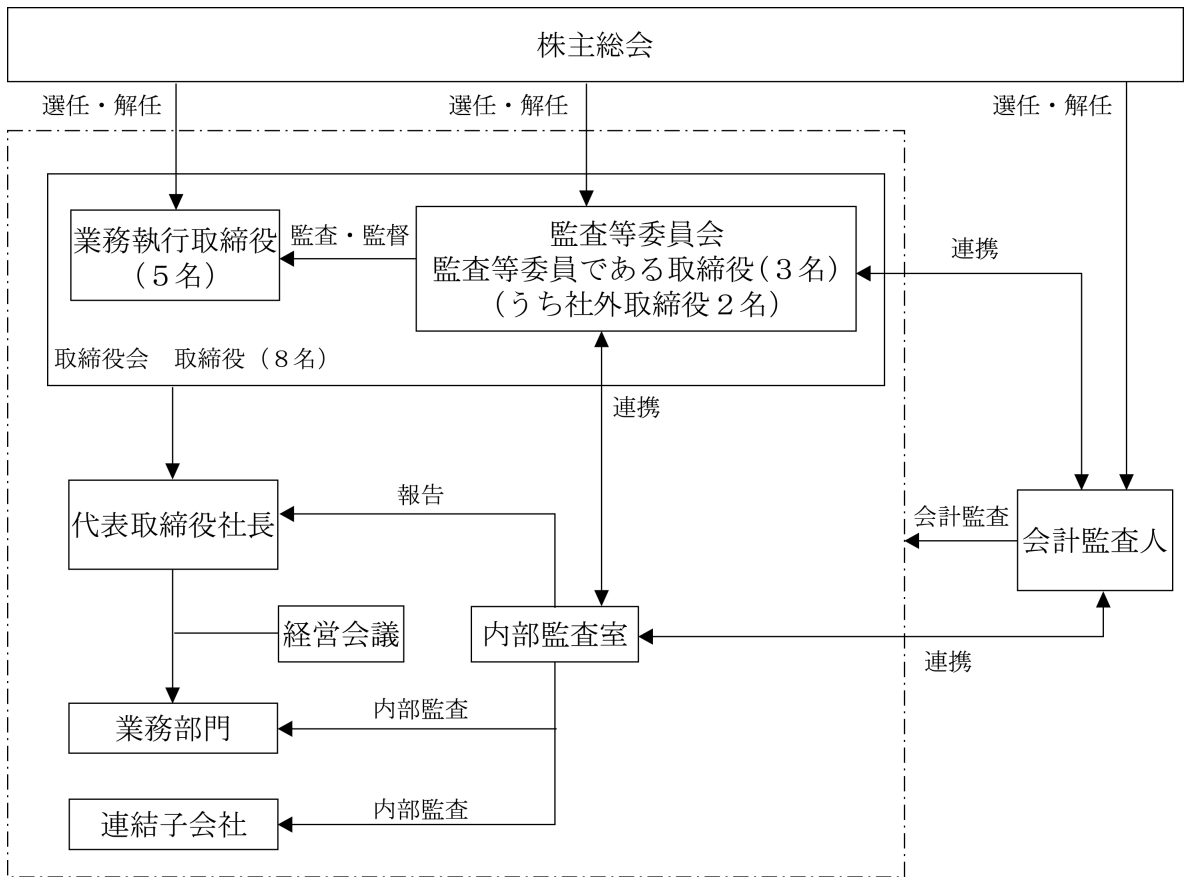 株主総会
選任・解任
選任・解任
選任・解任
業務執行取締役
（５名）
監査・監督
監査等委員会
監査等委員である取締役（３名）
（うち社外取締役２名）
連携
取締役会　取締役（８名）
連携
代表取締役社長
報告
会計監査
会計監査人
経営会議
内部監査室
連携
業務部門
内部監査
連結子会社
内部監査